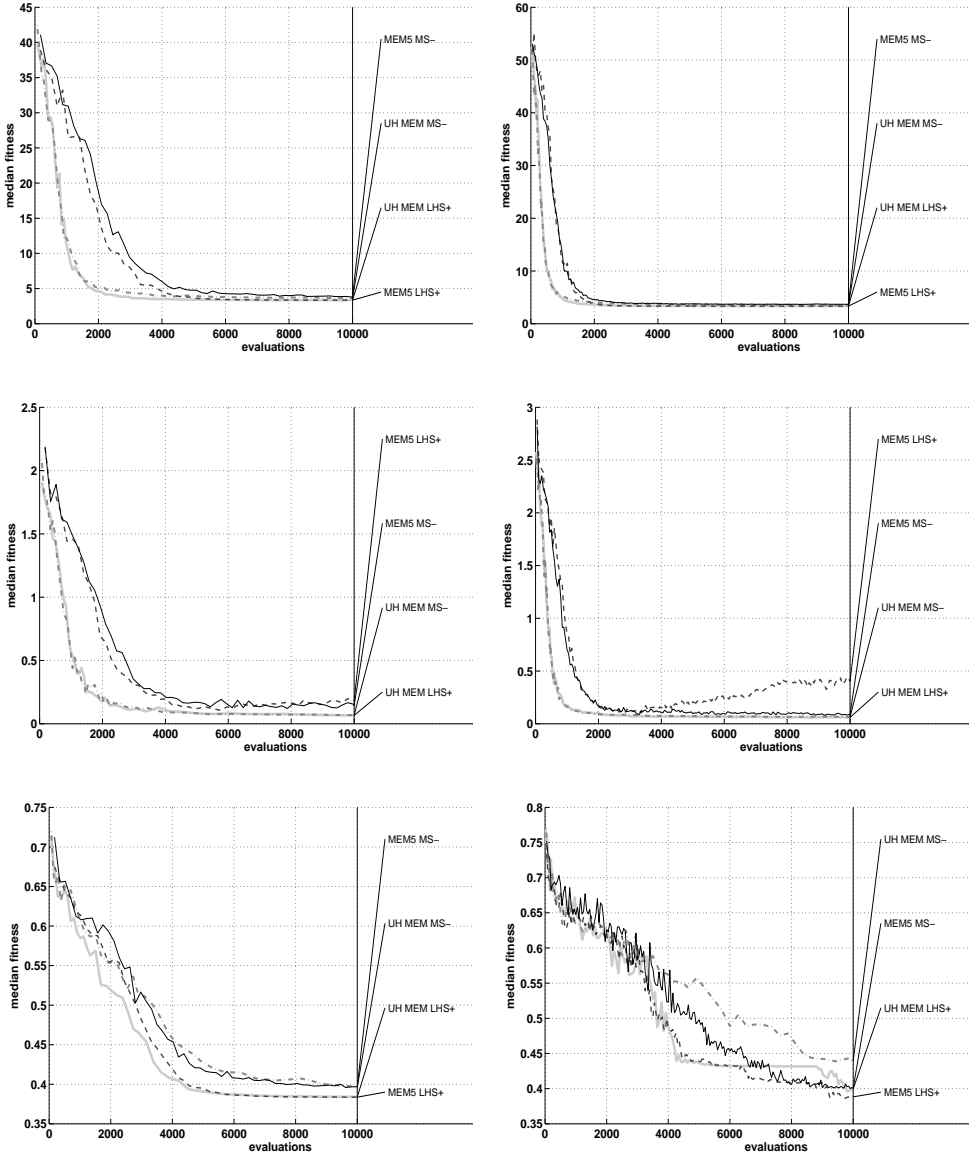 45
40
35
30
25
20
15
10
5
0
median fitness
0 2000 4000 6000 8000 10000
evaluations
MEM5 MS−
UH MEM MS−
UH MEM LHS+
MEM5 LHS+
60
50
40
30
20
10
0
median fitness
0 2000 4000 6000 8000 10000
evaluations
MEM5 MS−
UH MEM MS−
UH MEM LHS+
MEM5 LHS+
2.5
2
1.5
1
0.5
0
median fitness
0 2000 4000 6000 8000 10000
evaluations
MEM5 LHS+
MEM5 MS−
UH MEM MS−
UH MEM LHS+
3
2.5
2
1.5
1
0.5
0
median fitness
0 2000 4000 6000 8000 10000
evaluations
MEM5 LHS+
MEM5 MS−
UH MEM MS−
UH MEM LHS+
0.75
0.7
0.65
0.6
0.55
0.5
0.45
0.4
0.35
median fitness
0 2000 4000 6000 8000 10000
evaluations
MEM5 MS−
UH MEM MS−
UH MEM LHS+
MEM5 LHS+
0.8
0.75
0.7
0.65
0.6
0.55
0.5
0.45
0.4
0.35
median fitness
0 2000 4000 6000 8000 10000
evaluations
UH MEM MS−
MEM5 MS−
UH MEM LHS+
MEM5 LHS+